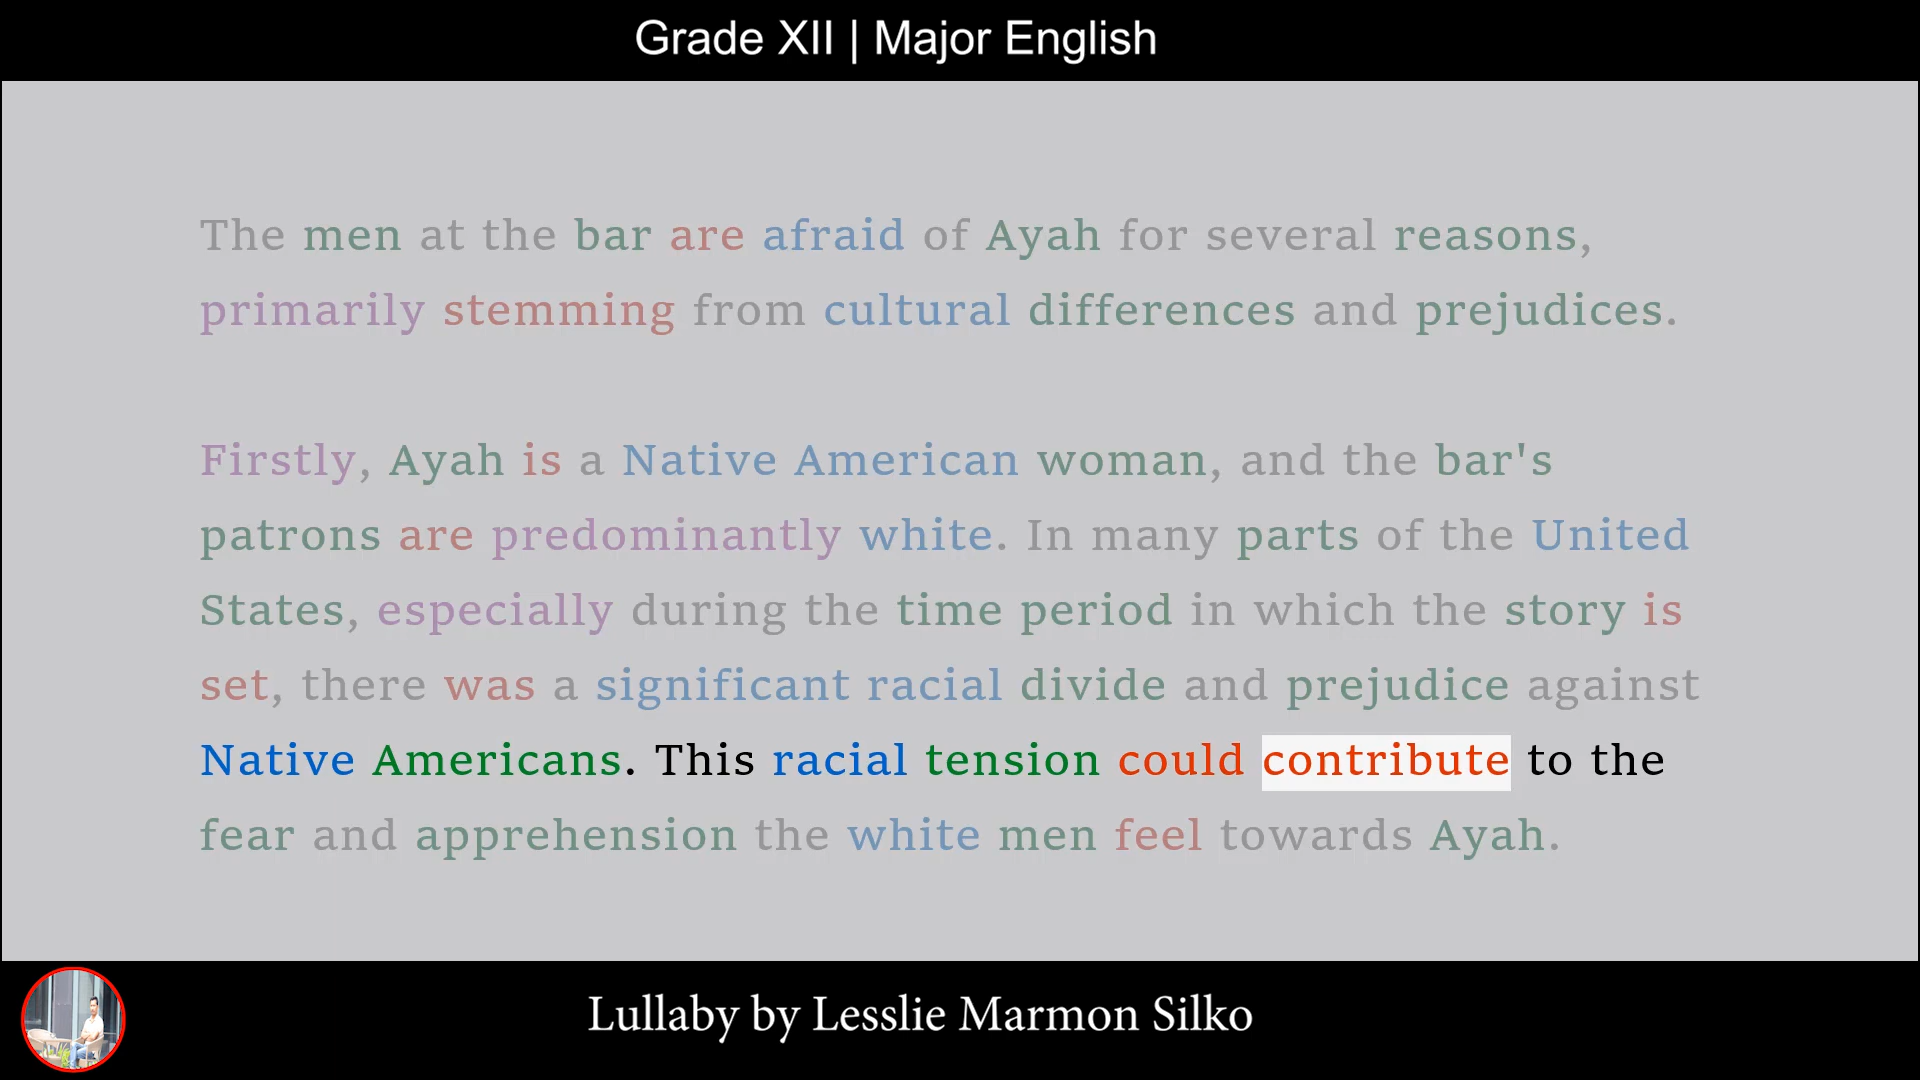 Grade XII | Major English
The men at the bar are afraid of Ayah for several reasons,
primarily stemming from cultural differences and prejudices.
Firstly, Ayah is a Native American woman, and the bar's
patrons are predominantly white. In many parts of the United
States, especially during the time period in which the story is
set, there was a significant racial divide and prejudice against
Native Americans. This racial tension could contribute to the
fear and apprehension the white men feel towards Ayah.
Lullaby by Lesslie Marmon Silko